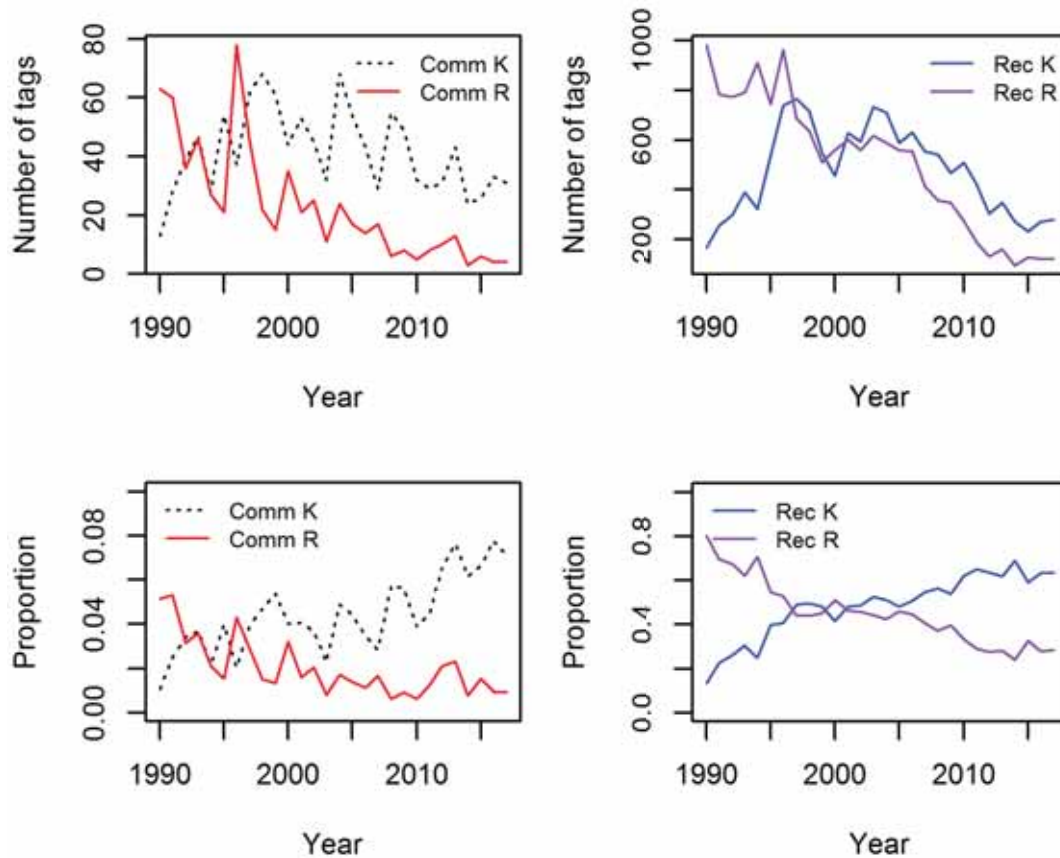 Number of tags
80
60
40
20
0
Comm K
Comm R
1990 2000 2010
Year
Number of tags
1000
600
200
Rec K
Rec R
1990 2000 2010
Year
Proportion
0.08
0.04
0.00
Comm K
Comm R
1990 2000 2010
Year
Proportion
0.8
0.4
0.0
Rec K
Rec R
1990 2000 2010
Year